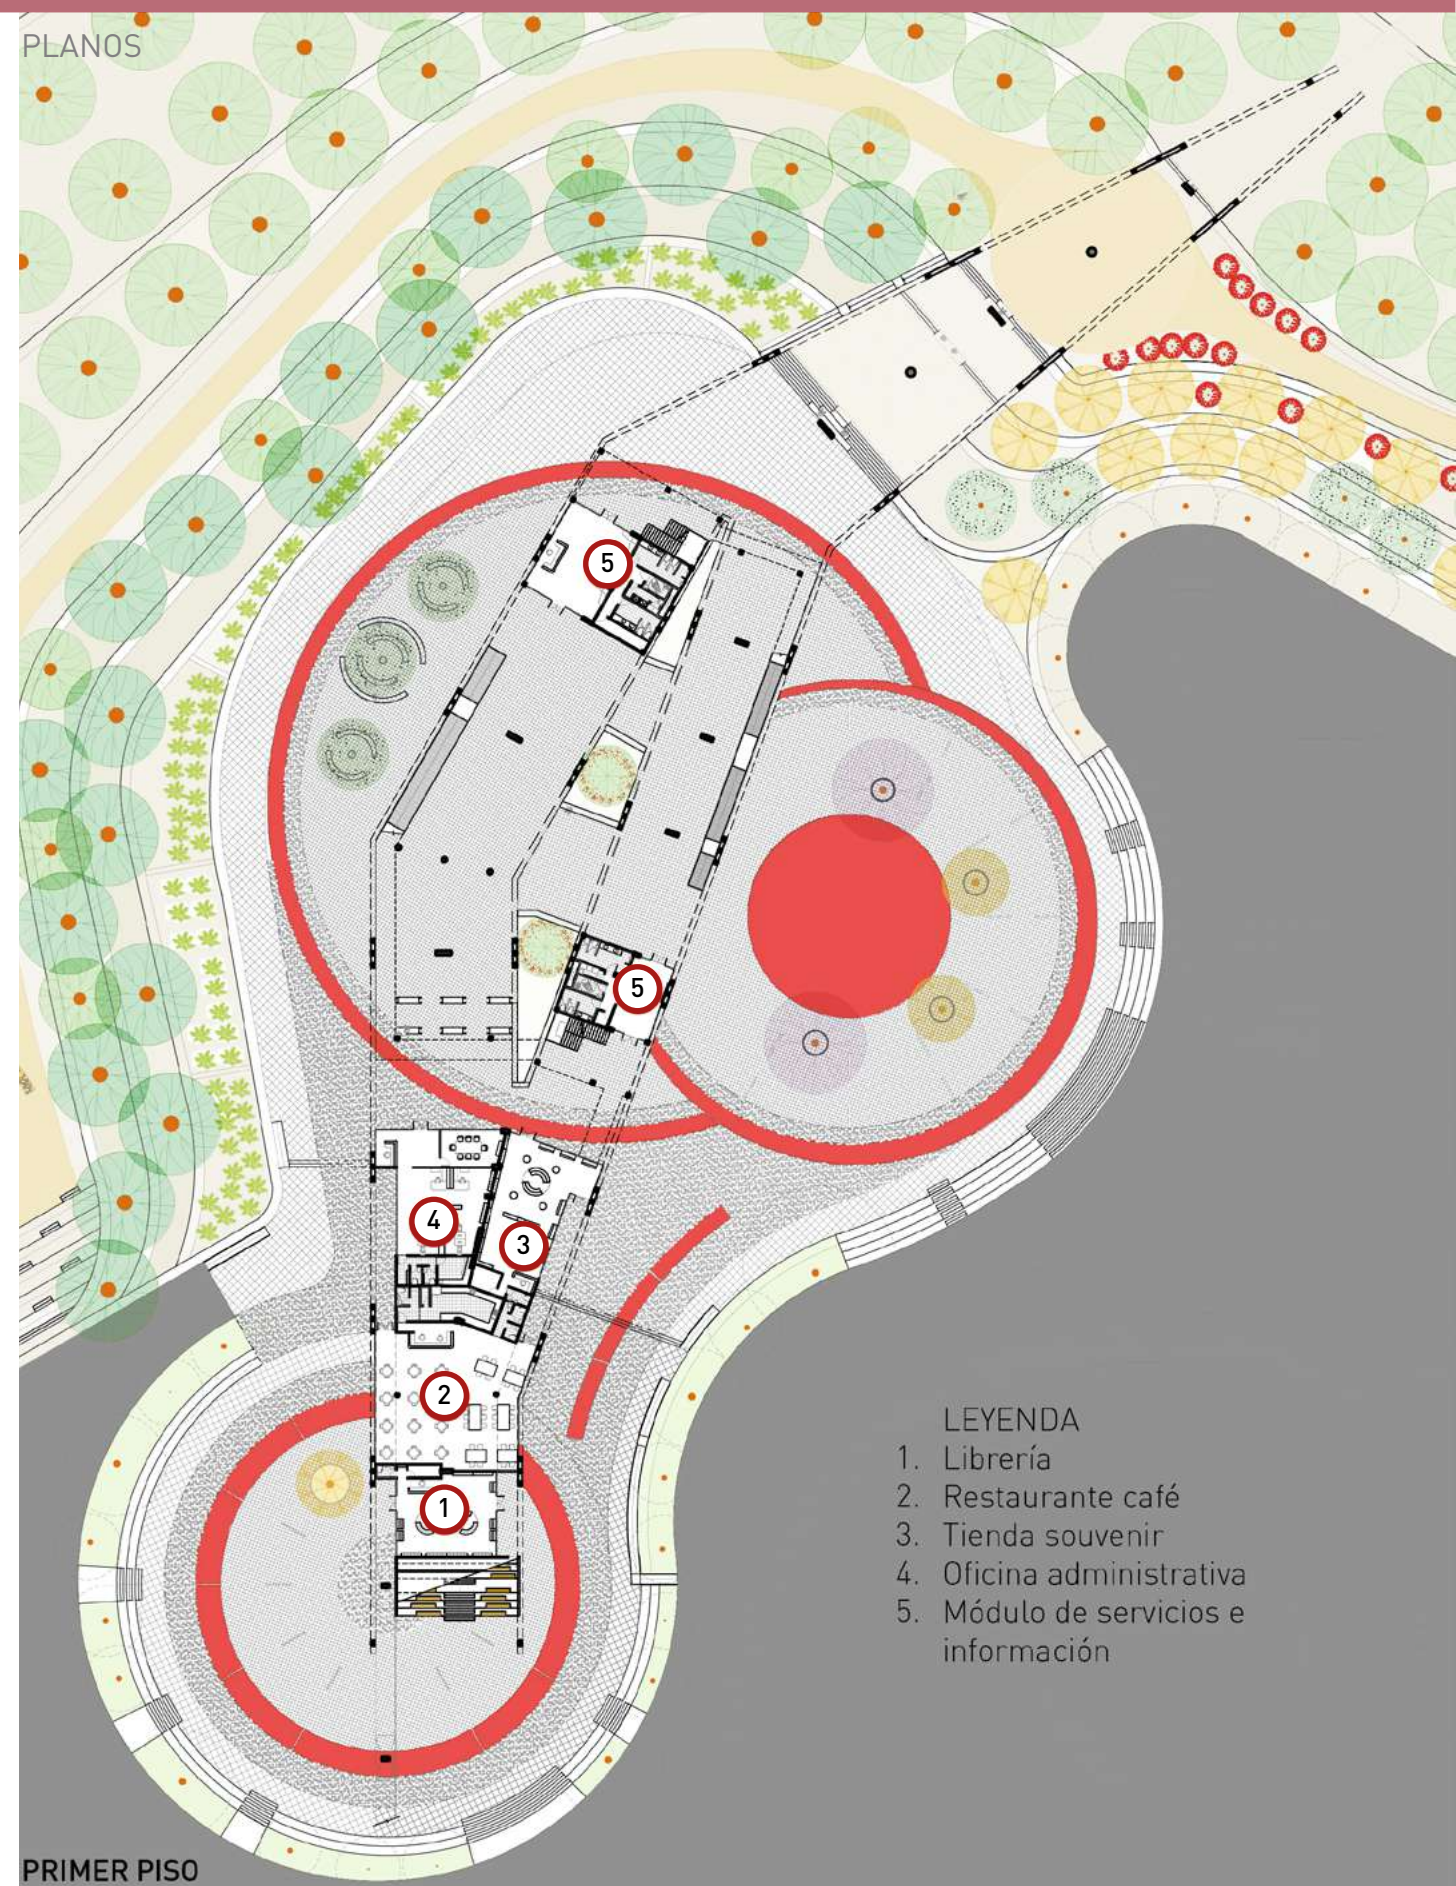 PLANOS
5
5
4
3
2
1
LEYENDA
1. Librería
2. Restaurante café
3. Tienda souvenir
4. Oficina administrativa
5. Módulo de servicios e
información
PRIMER PISO